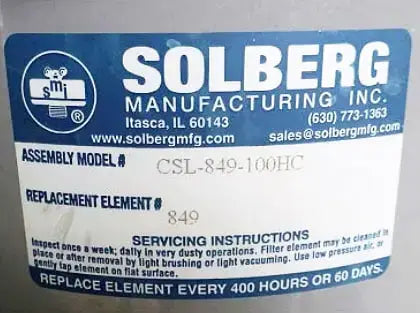 smi
®
SOLBERG
MANUFACTURING INC.
Itasca, IL 60143 (630) 773-1363
www.solbergmfg.com sales@solbergmfg.com
ASSEMBLY MODEL # CSL-849-100HC
REPLACEMENT ELEMENT#
849
SERVICING INSTRUCTIONS
Inspect once a week; daily in very dusty operations. Filter element may be cleaned in
place or after removal by light brushing or light vacuuming. Use low pressure air, or
gently tap element on flat surface.
REPLACE ELEMENT EVERY 400 HOURS OR 60 DAYS.